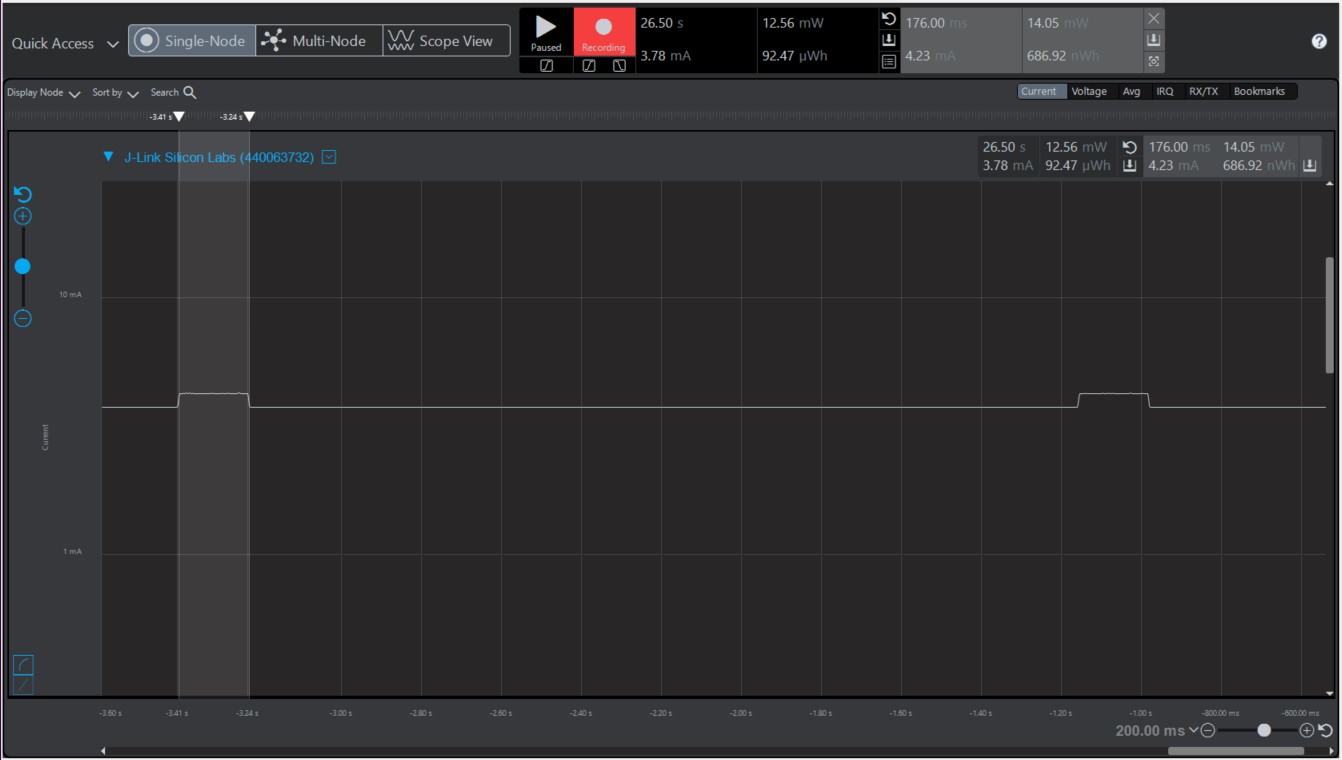 Quick Access
Single-Node
Multi-Node
Scope View
Paused
Recording
26.50 s
3.78 mA
12.56 mW
92.47 µWh
176.00 ms
4.23 mA
14.05 mW
686.92 nWh
Display Node
Sort by
Search
Current
Voltage
Avg
IRQ
RX/TX
Bookmarks
-3.41 s
-3.24 s
J-Link Silicon Labs (440063732)
26.50 s 12.56 mW
3.78 mA 92.47 µWh
176.00 ms 14.05 mW
4.23 mA 686.92 nWh
10 mA
Current
1 mA
-3.60 s -3.41 s -3.24 s -3.00 s -2.80 s -2.60 s -2.40 s -2.20 s -2.00 s -1.80 s -1.60 s -1.40 s -1.20 s -1.00 s -800.00 ms -600.00 ms
200.00 ms